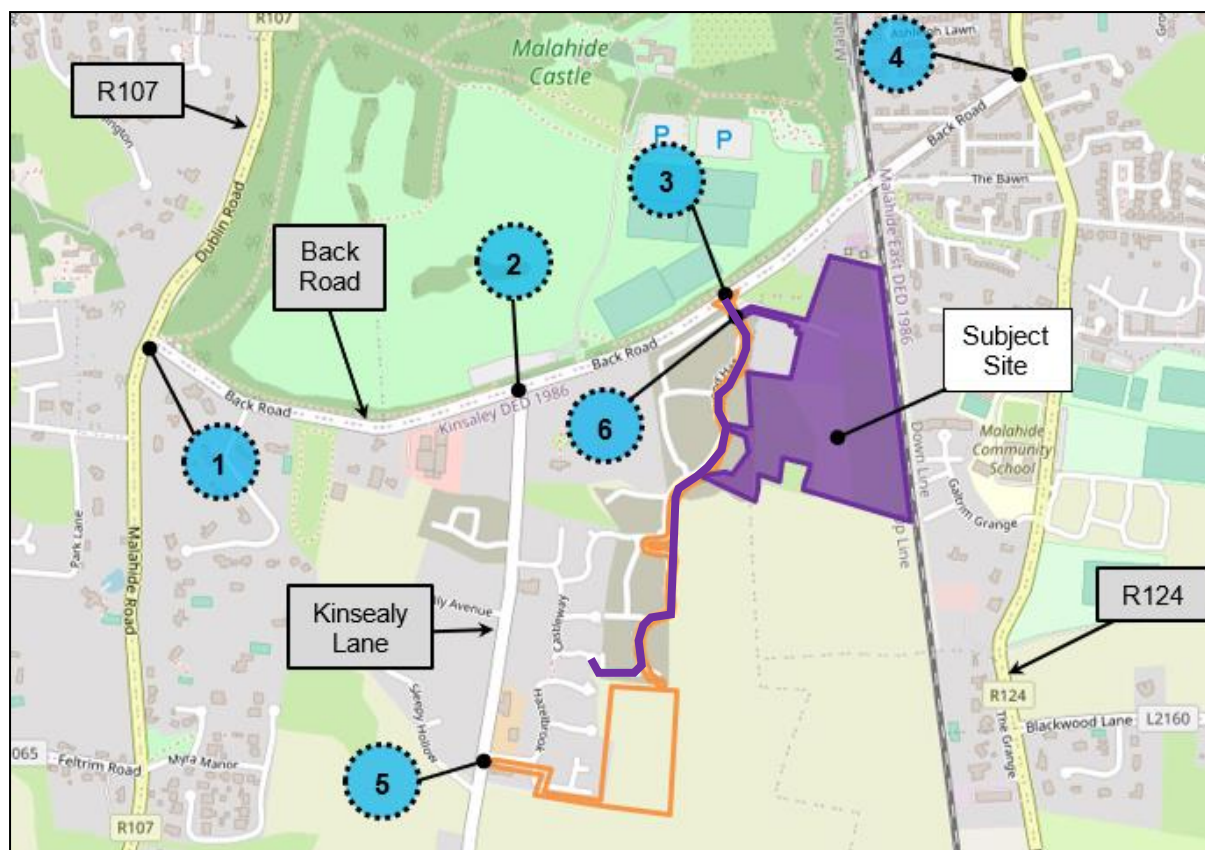 R107
Malahide
Castle
Ashleigh Lawn
4
R107
P P
Back Road
The Bawn
3
Dublin Road
Back
Road
2
Malahide East DED 1986
Subject
Site
Back Road
Back Road
Kinsaley DED 1986
6
1
Down Line
Malahide
Community
School
Galtrim Grange
Park Lane
Malahide Road
Kinsealy
Lane
Castleway
R124
Hazelbrook
Sleepy Hollow
R124
Blackwood Lane
L2160
The Grange
065
Feltrim Road
Myra Manor
5
R107